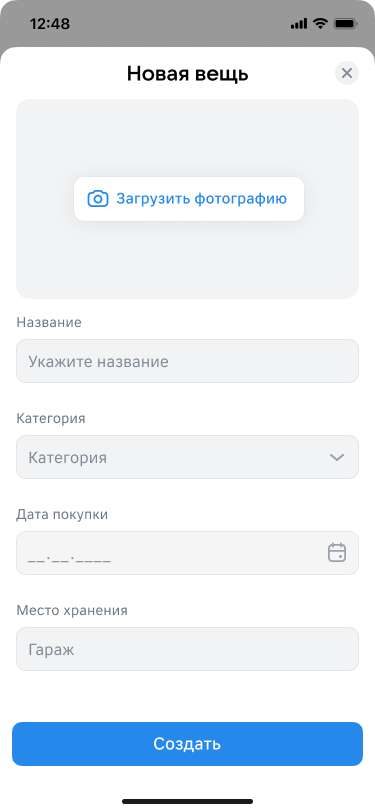 12:48
Новая вещь
Загрузить фотографию
Название
Укажите название
Категория
Категория
Дата покупки
__.__.____
Место хранения
Гараж
Создать